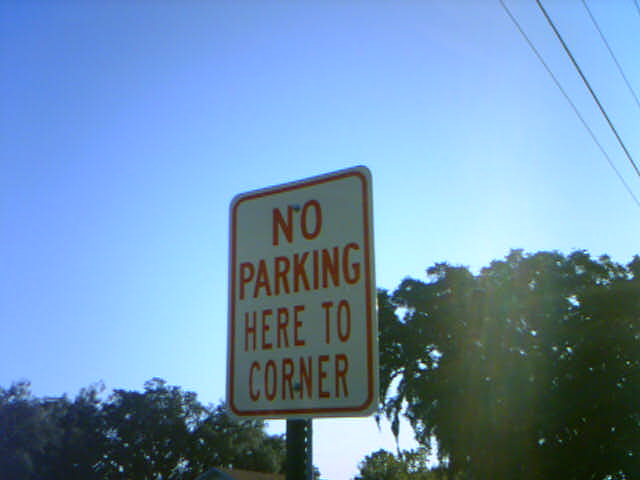 NO
PARKING
HERE TO
CORNER